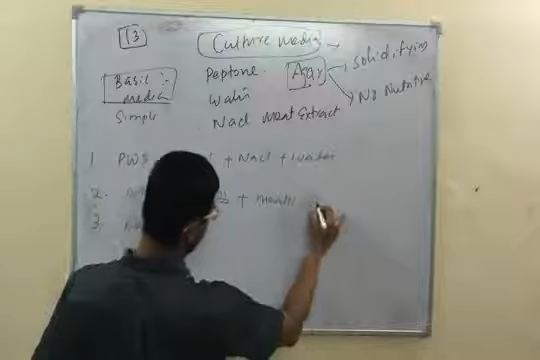 13
Culture media
Basic :-
media
Simple
Peptone.
Water
Nacl meat Extract
Agar
Solidifying
No Nutritive
1 PWS + Nacl + water
2. +
3.